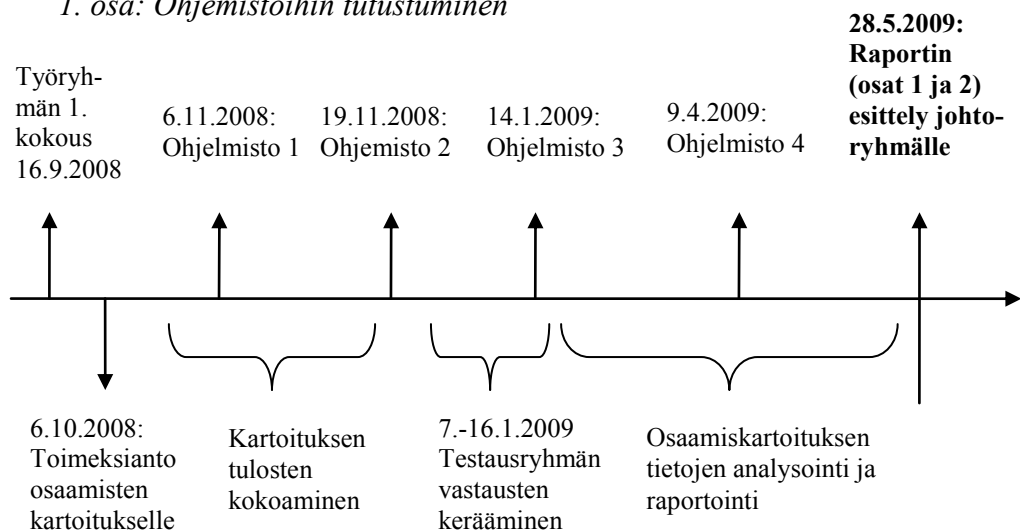 1. osa: Ohjemistoihin tutustuminen
Työryh-
män 1.
kokous
16.9.2008
6.11.2008:
Ohjelmisto 1
19.11.2008:
Ohjemisto 2
14.1.2009:
Ohjelmisto 3
9.4.2009:
Ohjelmisto 4
28.5.2009:
Raportin
(osat 1 ja 2)
esittely johto-
ryhmälle
6.10.2008:
Toimeksianto
osaamisten
kartoitukselle
Kartoituksen
tulosten
kokoaminen
7.-16.1.2009
Testausryhmän
vastausten
kerääminen
Osaamiskartoituksen
tietojen analysointi ja
raportointi